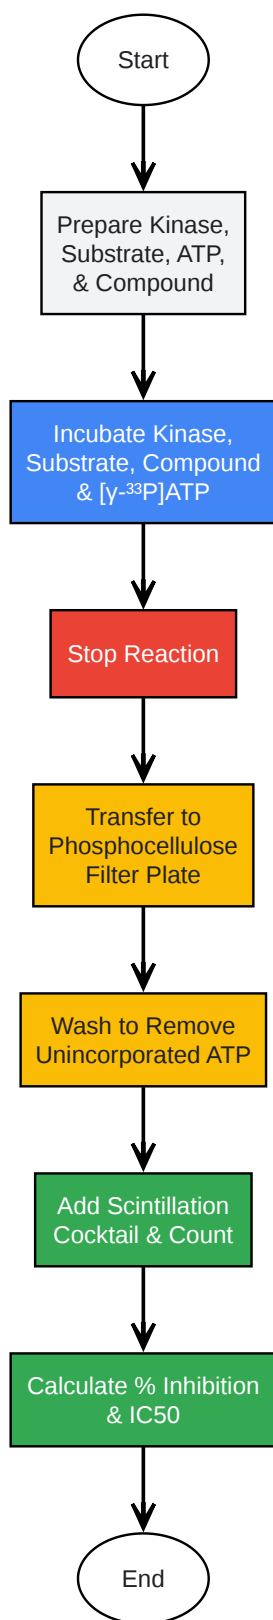 Start
Prepare Kinase,
Substrate, ATP,
& Compound
Incubate Kinase,
Substrate, Compound
& [γ-³³P]ATP
Stop Reaction
Transfer to
Phosphocellulose
Filter Plate
Wash to Remove
Unincorporated ATP
Add Scintillation
Cocktail & Count
Calculate % Inhibition
& IC50
End